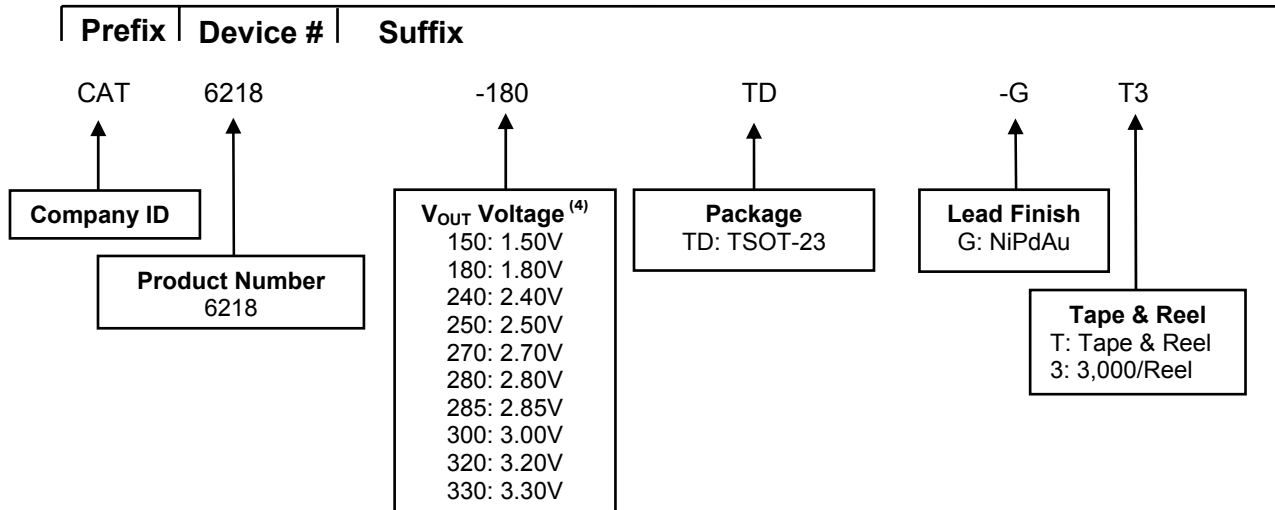 Prefix Device # Suffix
CAT 6218 -180 TD -G T3
Company ID
Product Number
6218
VOUT Voltage (4)
150: 1.50V
180: 1.80V
240: 2.40V
250: 2.50V
270: 2.70V
280: 2.80V
285: 2.85V
300: 3.00V
320: 3.20V
330: 3.30V
Package
TD: TSOT-23
Lead Finish
G: NiPdAu
Tape & Reel
T: Tape & Reel
3: 3,000/Reel